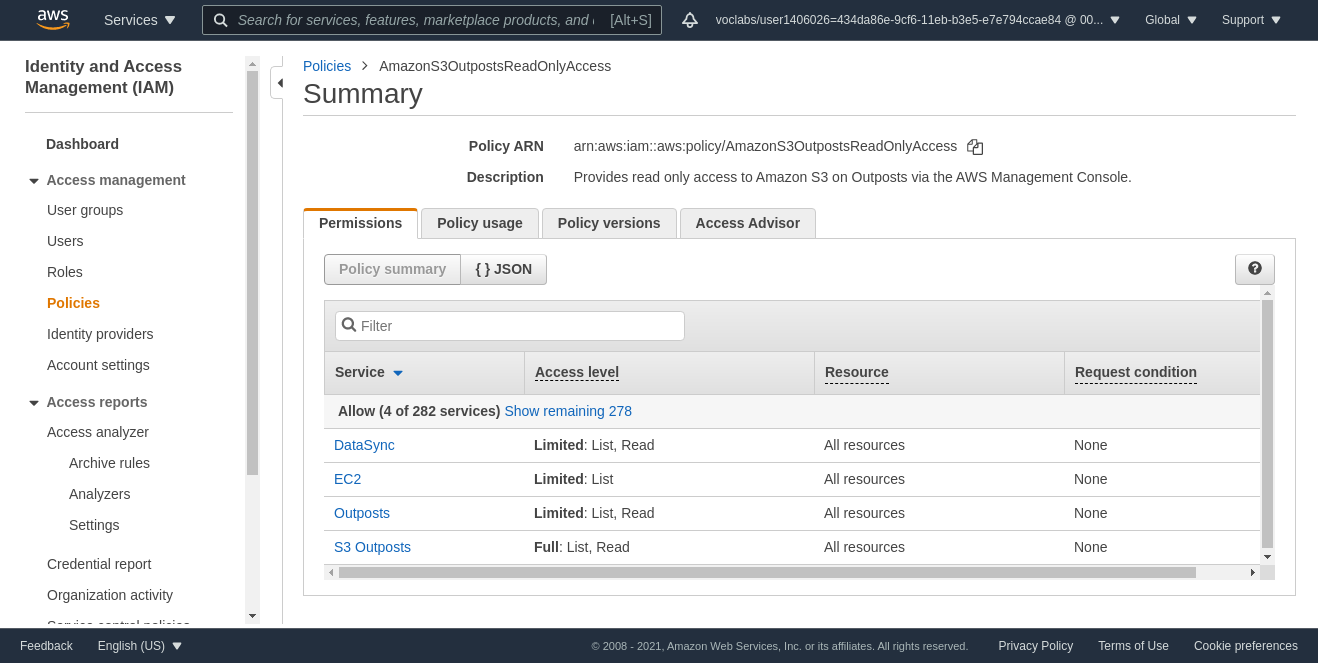 aws
Services
Search for services, features, marketplace products, and
[Alt+S]
voclabs/user1406026=434da86e-9cf6-11eb-b3e5-e7e794ccae84 @ 00...
Global
Support
Identity and Access
Management (IAM)
Dashboard
Access management
User groups
Users
Roles
Policies
Identity providers
Account settings
Access reports
Access analyzer
Archive rules
Analyzers
Settings
Credential report
Organization activity
Service control policies
Policies > AmazonS3OutpostsReadOnlyAccess
Summary
Policy ARN arn:aws:iam::aws:policy/AmazonS3OutpostsReadOnlyAccess
Description Provides read only access to Amazon S3 on Outposts via the AWS Management Console.
Permissions Policy usage Policy versions Access Advisor
Policy summary { } JSON
Filter
Service Access level Resource Request condition
Allow (4 of 282 services) Show remaining 278
DataSync Limited: List, Read All resources None
EC2 Limited: List All resources None
Outposts Limited: List, Read All resources None
S3 Outposts Full: List, Read All resources None
Feedback English (US) © 2008 - 2021, Amazon Web Services, Inc. or its affiliates. All rights reserved. Privacy Policy Terms of Use Cookie preferences